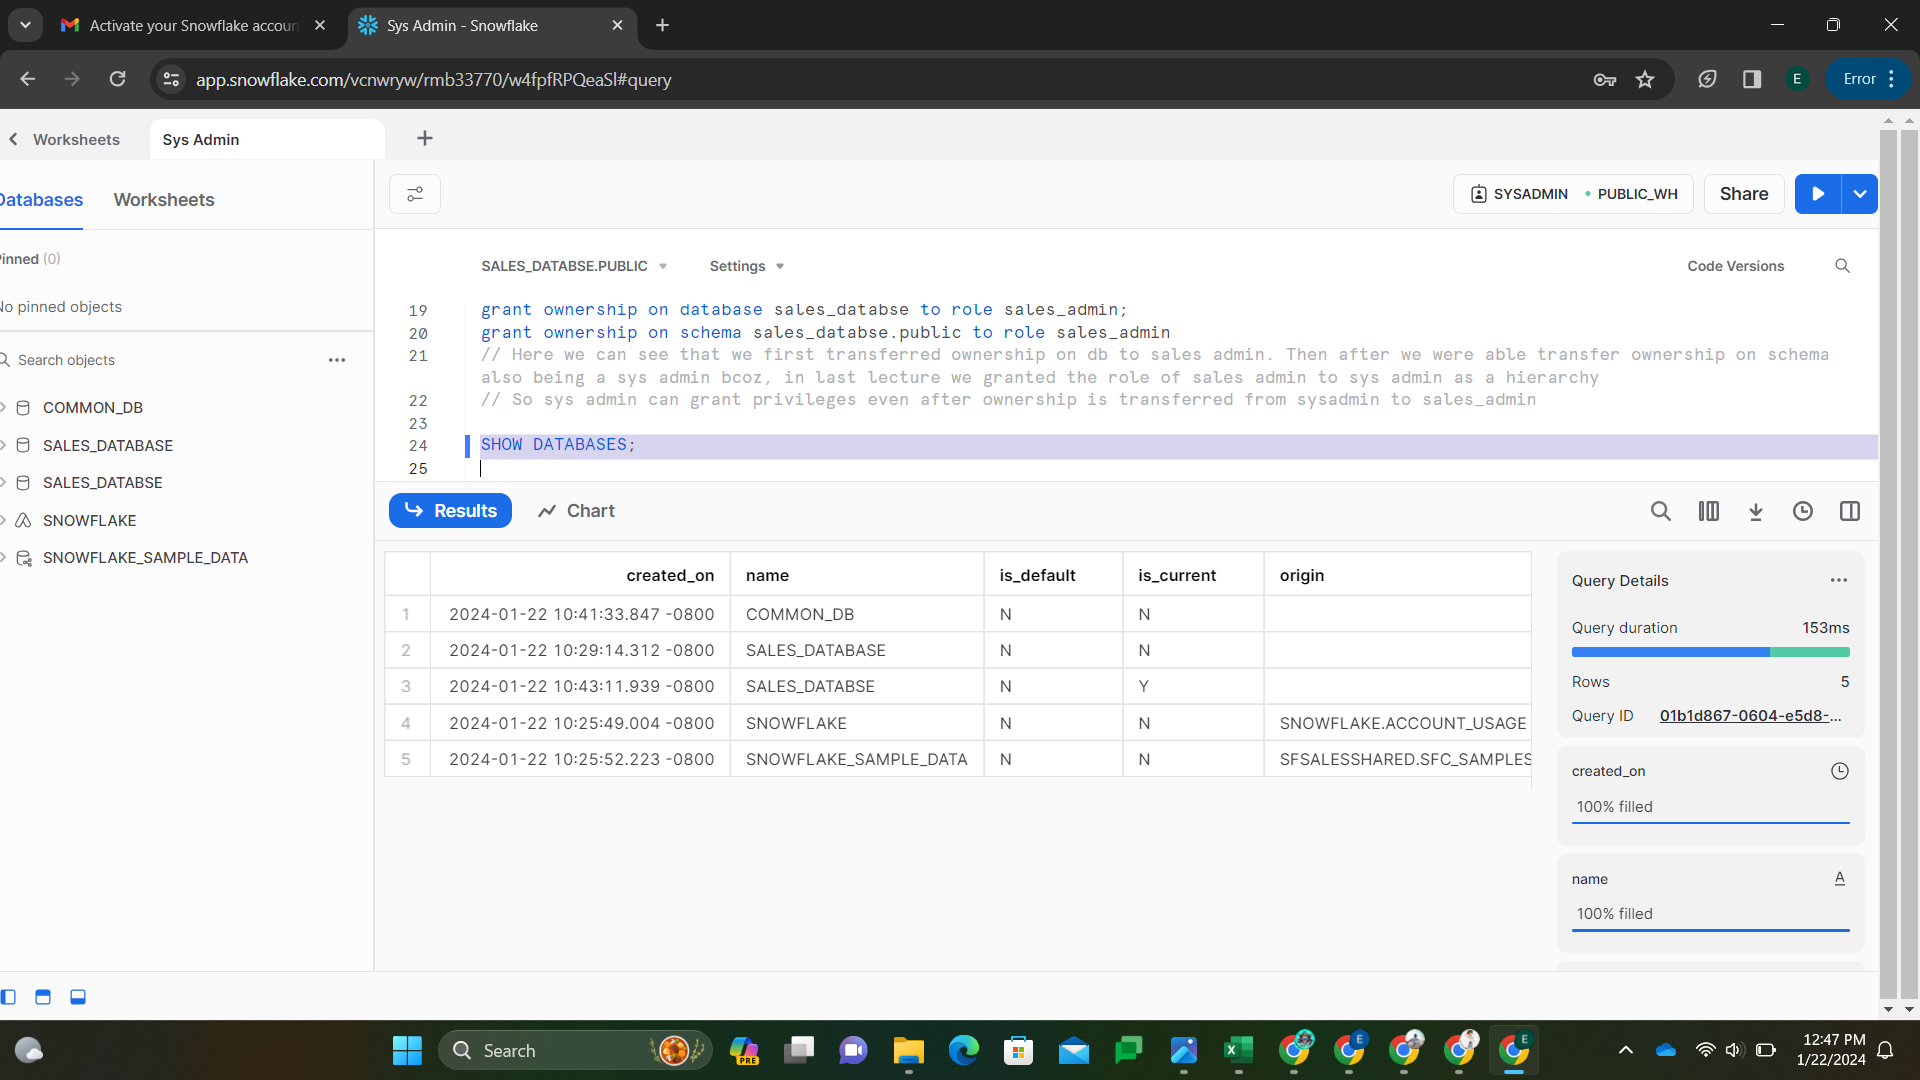 Activate your Snowflake accoun
Sys Admin - Snowflake
app.snowflake.com/vcnwryw/rmb33770/w4fpfRPQeaSl#query
E
Error
Worksheets
Sys Admin
Databases
Worksheets
SYSADMIN
PUBLIC_WH
Share
Pinned (0)
No pinned objects
Search objects
COMMON_DB
SALES_DATABASE
SALES_DATABSE
SNOWFLAKE
SNOWFLAKE_SAMPLE_DATA
SALES_DATABSE.PUBLIC
Settings
Code Versions
19 grant ownership on database sales_databse to role sales_admin;
20 grant ownership on schema sales_databse.public to role sales_admin
21 // Here we can see that we first transferred ownership on db to sales admin. Then after we were able transfer ownership on schema
also being a sys admin bcoz, in last lecture we granted the role of sales admin to sys admin as a hierarchy
22 // So sys admin can grant privileges even after ownership is transferred from sysadmin to sales_admin
23
24 SHOW DATABASES;
25
Results
Chart
created_on name is_default is_current origin
1 2024-01-22 10:41:33.847 -0800 COMMON_DB N N
2 2024-01-22 10:29:14.312 -0800 SALES_DATABASE N N
3 2024-01-22 10:43:11.939 -0800 SALES_DATABSE N Y
4 2024-01-22 10:25:49.004 -0800 SNOWFLAKE N N SNOWFLAKE.ACCOUNT_USAGE
5 2024-01-22 10:25:52.223 -0800 SNOWFLAKE_SAMPLE_DATA N N SFSALESSHARED.SFC_SAMPLES
Query Details
Query duration 153ms
Rows 5
Query ID 01b1d867-0604-e5d8-...
created_on
100% filled
name
A
100% filled
Search
PRE
E
E
12:47 PM
1/22/2024